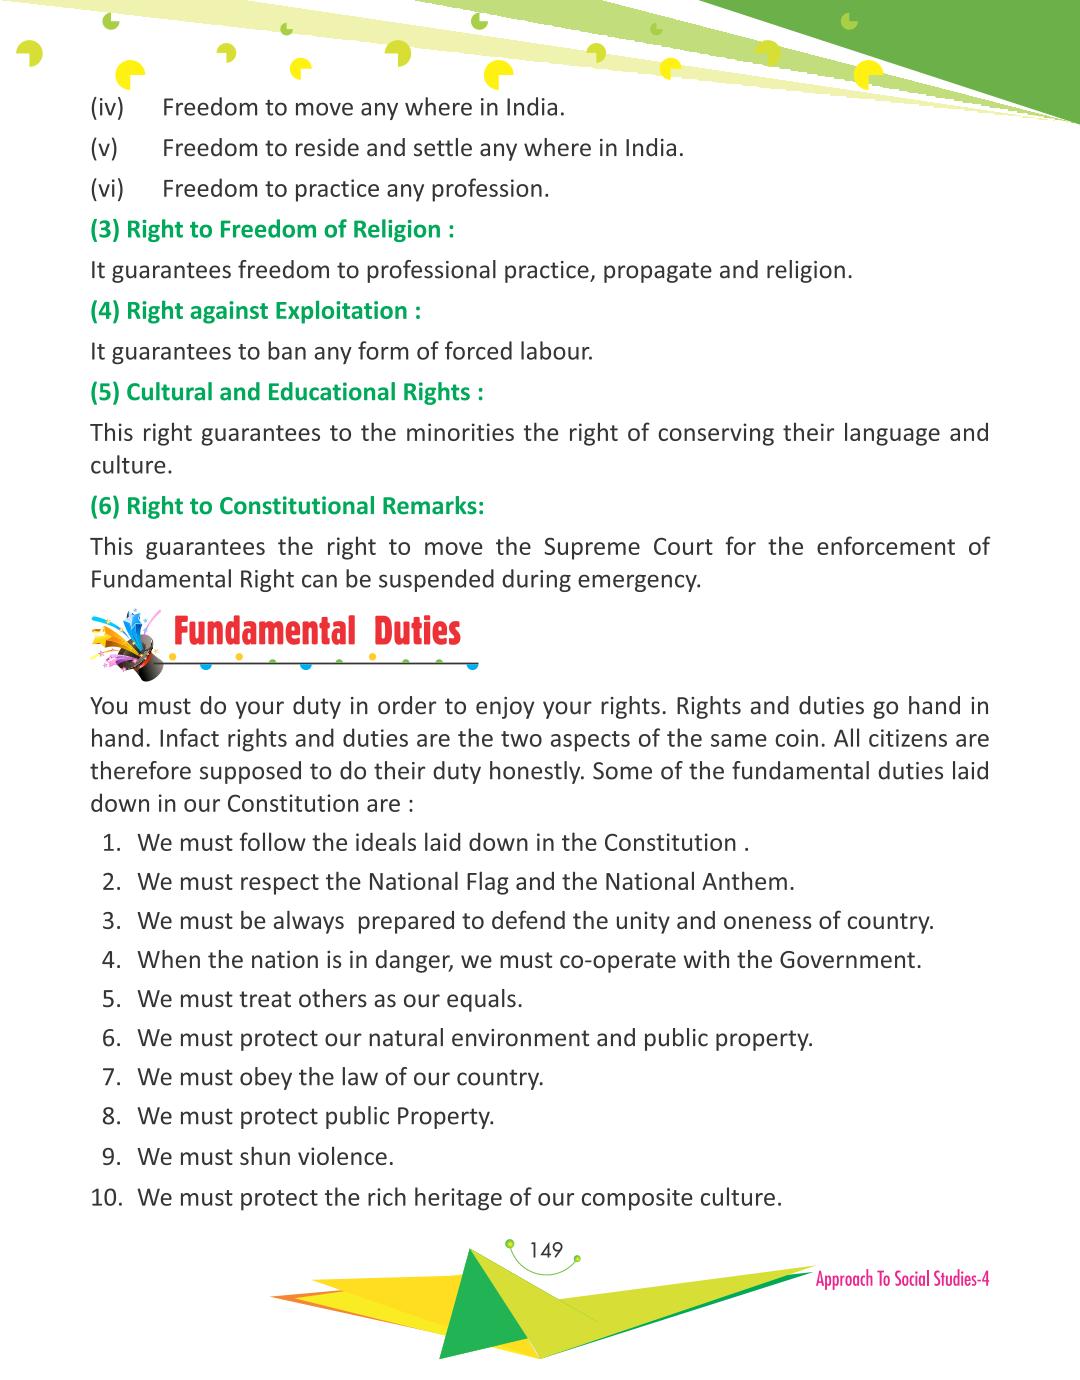 (iv) Freedom to move any where in India.
(v) Freedom to reside and settle any where in India.
(vi) Freedom to practice any profession.
(3) Right to Freedom of Religion :
It guarantees freedom to professional practice, propagate and religion.
(4) Right against Exploitation :
It guarantees to ban any form of forced labour.
(5) Cultural and Educational Rights :
This right guarantees to the minorities the right of conserving their language and
culture.
(6) Right to Constitutional Remarks:
This guarantees the right to move the Supreme Court for the enforcement of
Fundamental Right can be suspended during emergency.
Fundamental Duties
You must do your duty in order to enjoy your rights. Rights and duties go hand in
hand. Infact rights and duties are the two aspects of the same coin. All citizens are
therefore supposed to do their duty honestly. Some of the fundamental duties laid
down in our Constitution are :
1. We must follow the ideals laid down in the Constitution .
2. We must respect the National Flag and the National Anthem.
3. We must be always prepared to defend the unity and oneness of country.
4. When the nation is in danger, we must co-operate with the Government.
5. We must treat others as our equals.
6. We must protect our natural environment and public property.
7. We must obey the law of our country.
8. We must protect public Property.
9. We must shun violence.
10. We must protect the rich heritage of our composite culture.
149
Approach To Social Studies-4